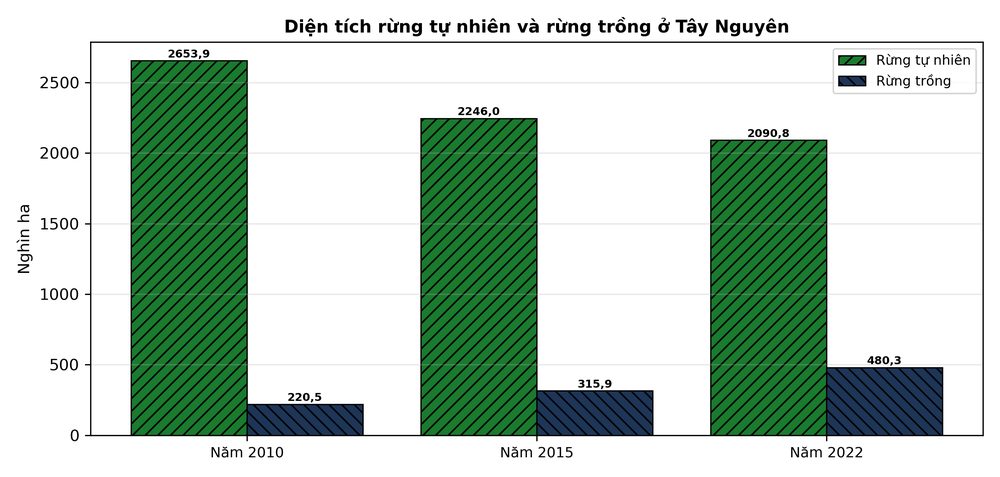 Diện tích rừng tự nhiên và rừng trồng ở Tây Nguyên
Rừng tự nhiên
Rừng trồng
Nghìn ha
2500
2000
1500
1000
500
0
2653,9
220,5
2246,0
315,9
2090,8
480,3
Năm 2010
Năm 2015
Năm 2022